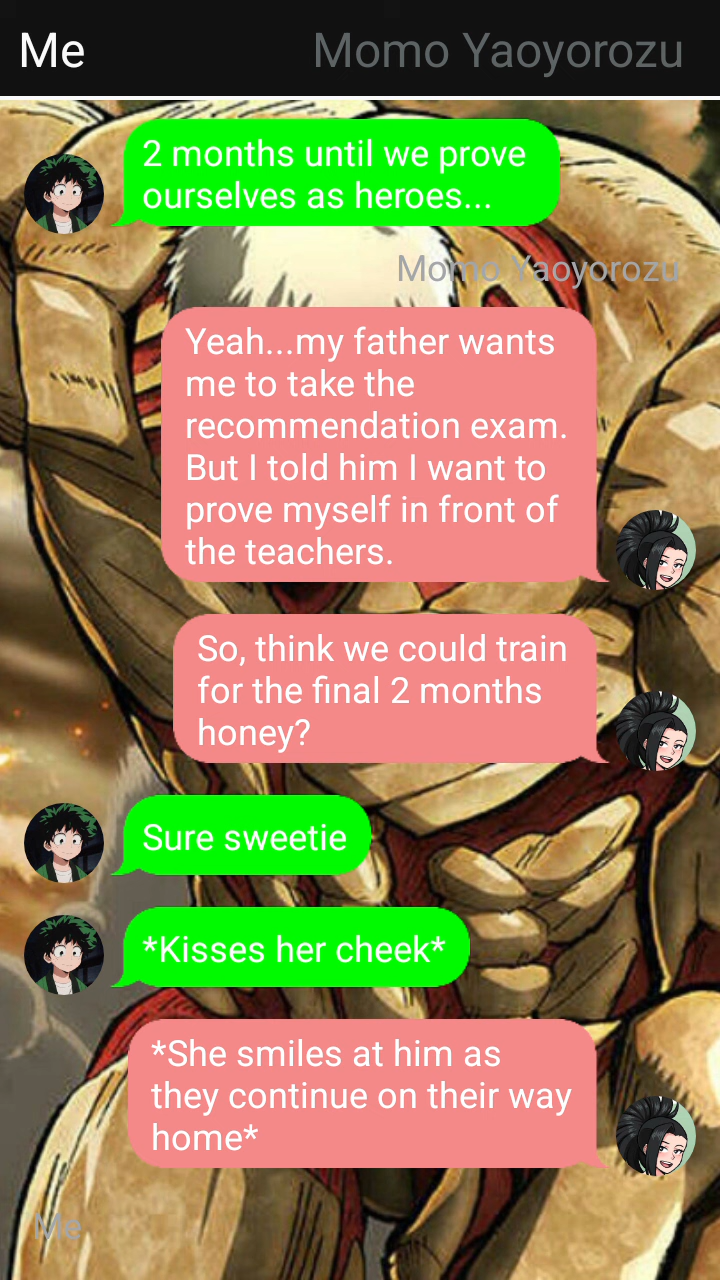 Me Momo Yaoyorozu
2 months until we prove
ourselves as heroes...
Momo Yaoyorozu
Yeah...my father wants
me to take the
recommendation exam.
But I told him I want to
prove myself in front of
the teachers.
So, think we could train
for the final 2 months
honey?
Sure sweetie
*Kisses her cheek*
*She smiles at him as
they continue on their way
home*
Me